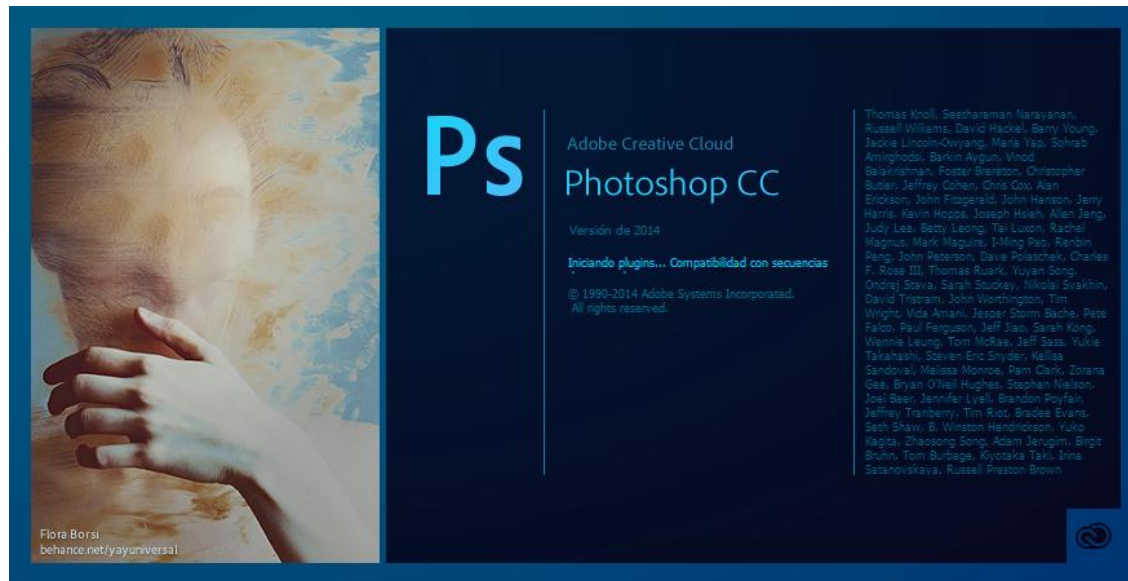 Ps
Adobe Creative Cloud
Photoshop CC
Versión de 2014
Iniciando plugins... Compatibilidad con secuencias
© 1990-2014 Adobe Systems Incorporated.
All rights reserved.
Thomas Knoll, Seetharaman Narayanan,
Russell Williams, David Hackel, Barry Young,
Jackie Lincoln-Owyang, Maria Yap, Sohrab
Amirghodsi, Barkin Aygun, Vinod
Balakrishnan, Foster Brereton, Christopher
Butler, Jeffrey Cohen, Chris Cox, Alan
Erickson, John Fitzgerald, John Hanson, Jerry
Harris, Kevin Hopps, Joseph Hsieh, Allen Jeng,
Judy Lee, Betty Leong, Tai Luxon, Rachel
Magnus, Mark Maguire, I-Ming Pao, Renbin
Peng, John Peterson, Dave Polaschek, Charles
F. Rose III, Thomas Ruark, Yuyan Song,
Ondrej Stava, Sarah Stuckey, Nikolai Svakhin,
David Tristram, John Worthington, Tim
Wright, Vida Amani, Jesper Storm Bache, Pete
Falco, Paul Ferguson, Jeff Jiao, Sarah Kong,
Wennie Leung, Tom McRae, Jeff Sass, Yukie
Takahashi, Steven Eric Snyder, Kellisa
Sandoval, Melissa Monroe, Pam Clark, Zorana
Gee, Bryan O'Neil Hughes, Stephen Nielson,
Joel Baer, Jennifer Lyell, Brandon Poyfair,
Jeffrey Tranberry, Tim Riot, Bradee Evans,
Seth Shaw, B. Winston Hendrickson, Yuko
Kagita, Zhaosong Song, Adam Jerugim, Birgit
Bruhn, Tom Burbage, Kiyotaka Taki, Irina
Satanovskaya, Russell Preston Brown
Flora Borsi
behance.net/yayuniversal